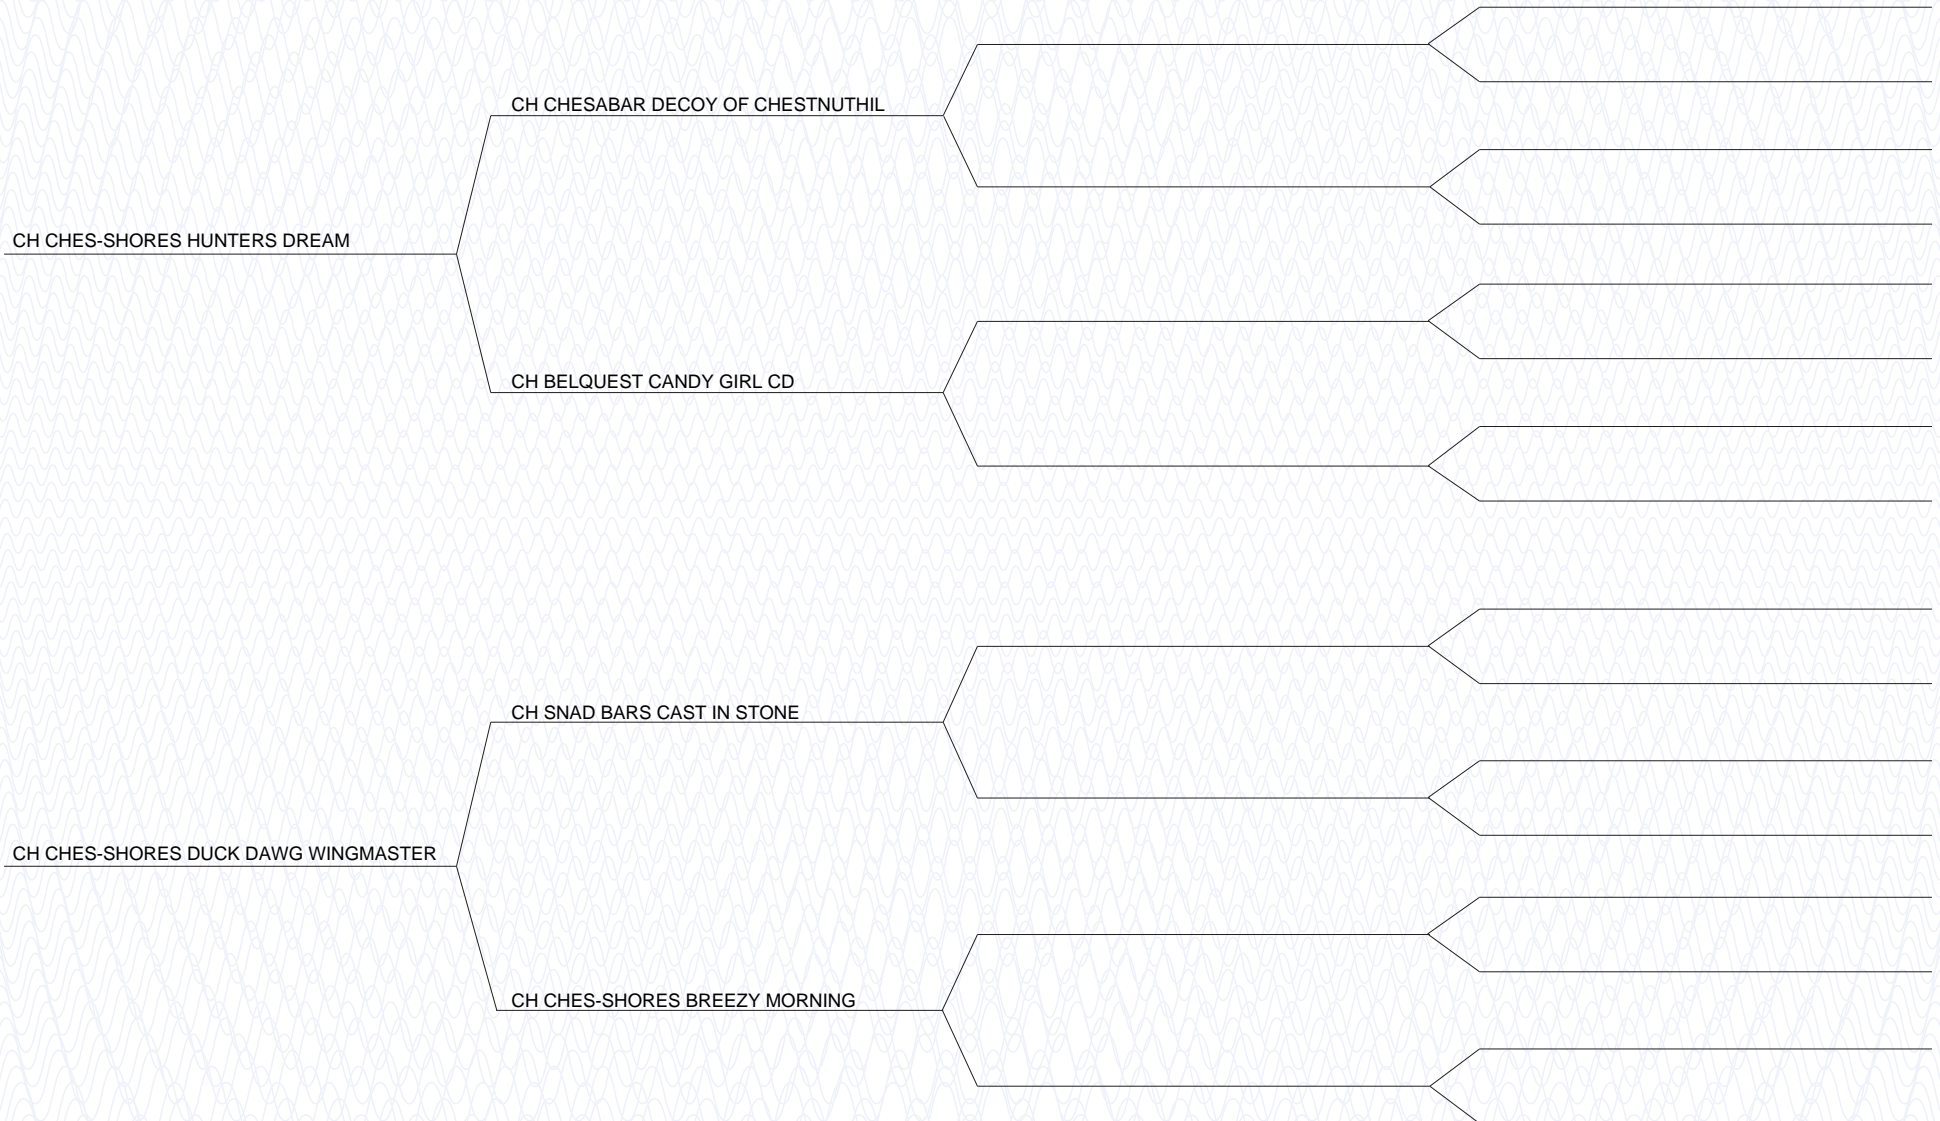 CH CHESABAR DECOY OF CHESTNUTHIL
CH CHES-SHORES HUNTERS DREAM
CH BELQUEST CANDY GIRL CD
CH SNAD BARS CAST IN STONE
CH CHES-SHORES DUCK DAWG WINGMASTER
CH CHES-SHORES BREEZY MORNING